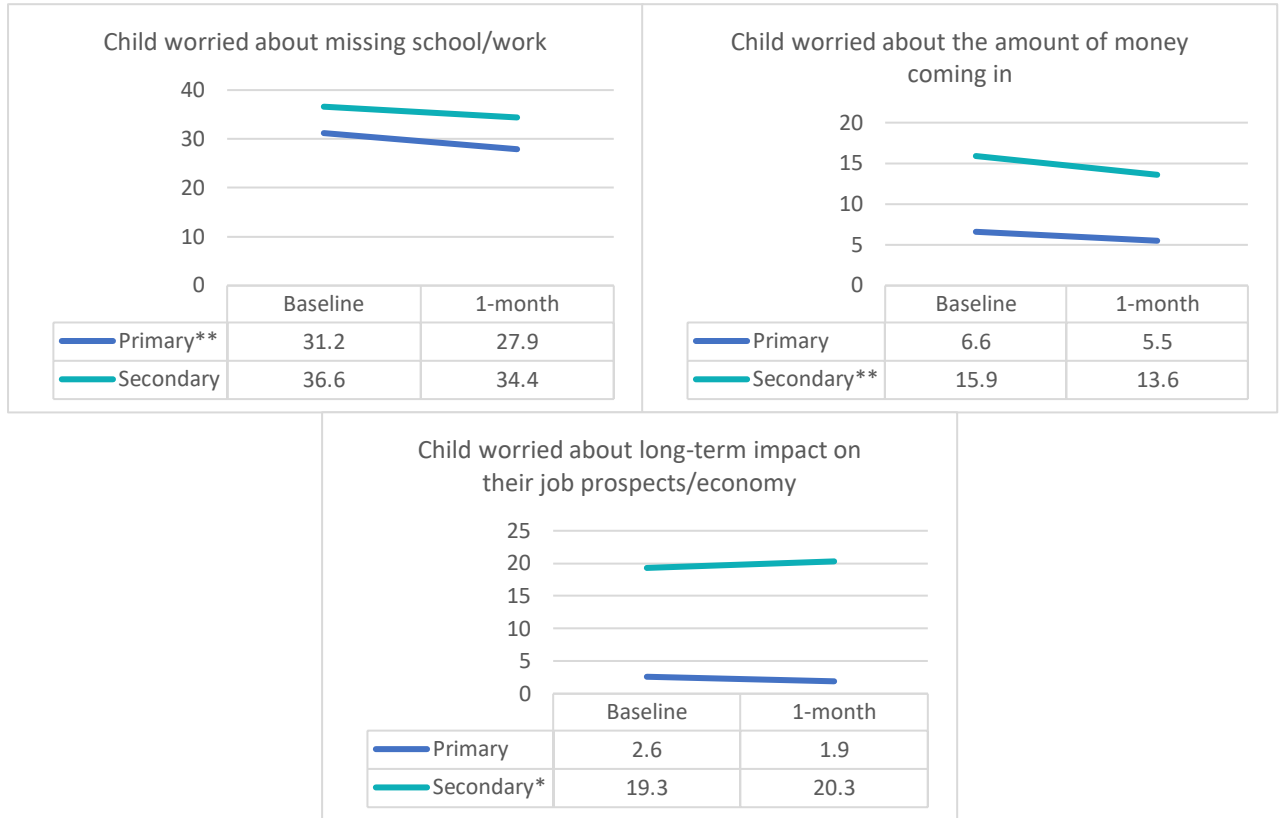 Child worried about missing school/work
40
30
20
10
0
Baseline 1-month
Primary** 31.2 27.9
Secondary 36.6 34.4
Child worried about the amount of money
coming in
20
15
10
5
0
Baseline 1-month
Primary 6.6 5.5
Secondary** 15.9 13.6
Child worried about long-term impact on
their job prospects/economy
25
20
15
10
5
0
Baseline 1-month
Primary 2.6 1.9
Secondary* 19.3 20.3